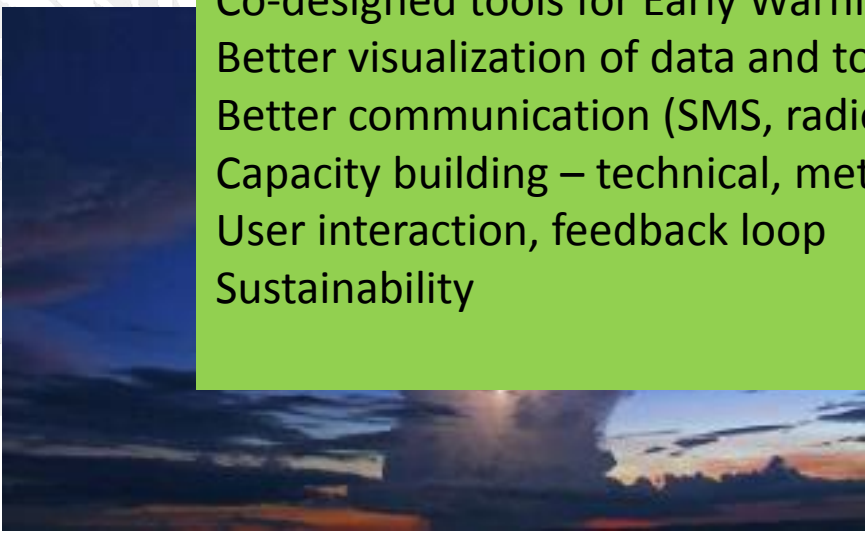 Co-designed tools for Early
Better visualization of data and
Better communication (SMS,
Capacity building – technical,
User interaction, feedback loop
Sustainability